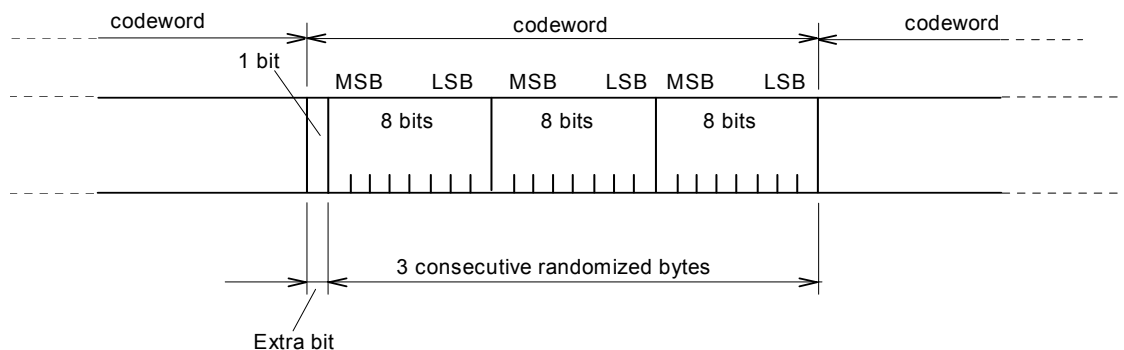 codeword codeword codeword
1 bit
MSB LSB MSB LSB MSB LSB
8 bits 8 bits 8 bits
3 consecutive randomized bytes
Extra bit